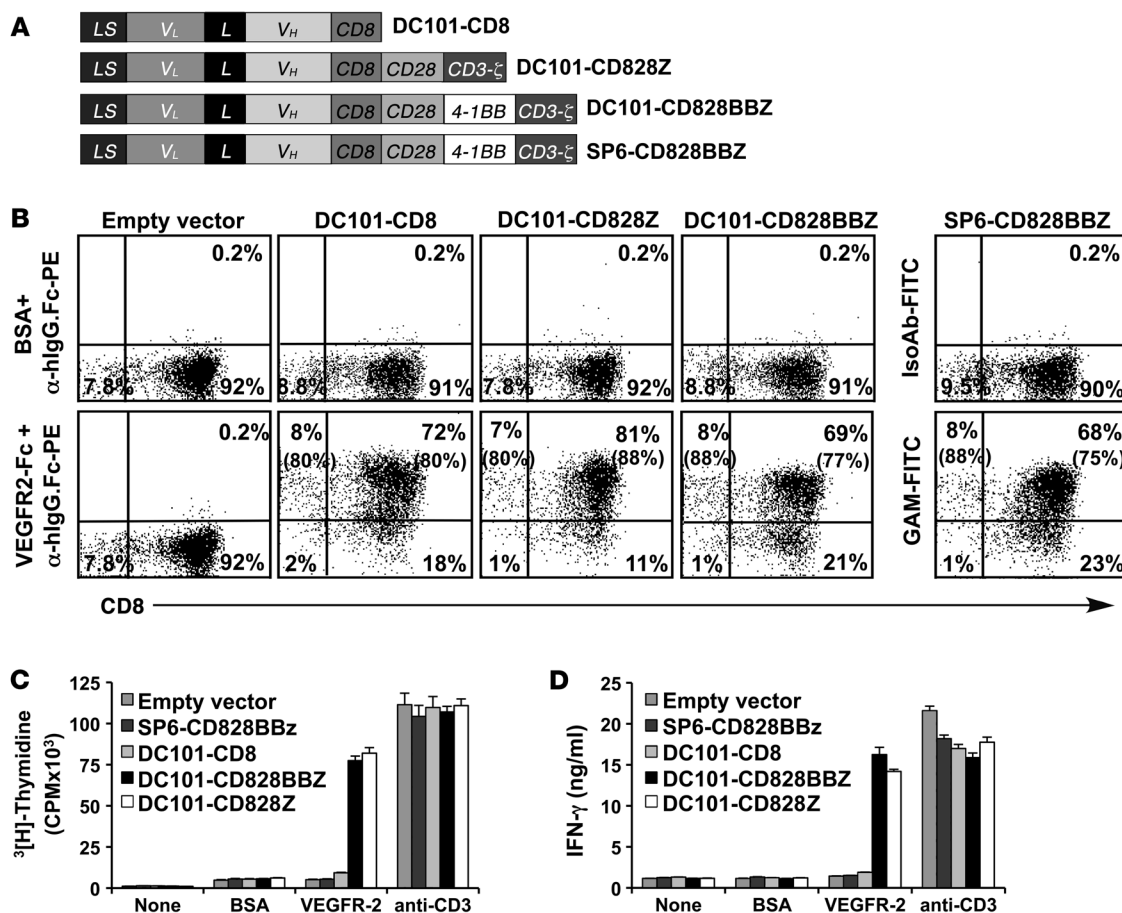 A
LS VL L VH CD8 DC101-CD8
LS VL L VH CD8 CD28 CD3-ζ DC101-CD828Z
LS VL L VH CD8 CD28 4-1BB CD3-ζ DC101-CD828BBZ
LS VL L VH CD8 CD28 4-1BB CD3-ζ SP6-CD828BBZ
B
Empty vector DC101-CD8 DC101-CD828Z DC101-CD828BBZ SP6-CD828BBZ
BSA+
α-hIgG.Fc-PE
0.2% 0.2% 0.2% 0.2%
IsoAb-FITC
0.2%
7.8% 92% 8.8% 91% 7.8% 92% 8.8% 91% 9.5% 90%
VEGFR2-Fc +
α-hIgG.Fc-PE
0.2% 8% 72% 7% 81% 8% 69%
GAM-FITC
8% 68%
(80%) (80%) (80%) (88%) (88%) (77%) (88%) (75%)
7.8% 92% 2% 18% 1% 11% 1% 21% 1% 23%
CD8
C
3[H]-Thymidine
(CPMx103)
125
100
75
50
25
0
Empty vector
SP6-CD828BBz
DC101-CD8
DC101-CD828BBZ
DC101-CD828Z
None BSA VEGFR-2 anti-CD3
D
IFN-γ (ng/ml)
25
20
15
10
5
0
Empty vector
SP6-CD828BBz
DC101-CD8
DC101-CD828BBZ
DC101-CD828Z
None BSA VEGFR-2 anti-CD3